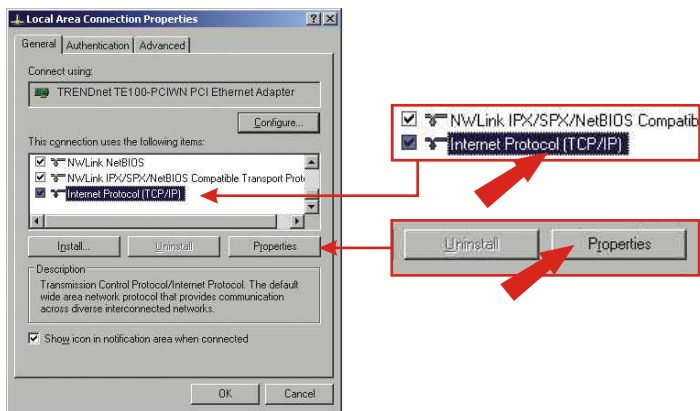 Local Area Connection Properties
General Authentication Advanced
Connect using:
TRENDnet TE100-PCIWN PCI Ethernet Adapter
Configure...
This connection uses the following items:
NWLink NetBIOS
NWLink IPX/SPX/NetBIOS Compatible Transport Prot
Internet Protocol (TCP/IP)
Install... Uninstall Properties
Description
Transmission Control Protocol/Internet Protocol. The default
wide area network protocol that provides communication
across diverse interconnected networks.
Show icon in notification area when connected
OK Cancel
NWLink IPX/SPX/NetBIOS Compatib
Internet Protocol (TCP/IP)
Uninstall Properties